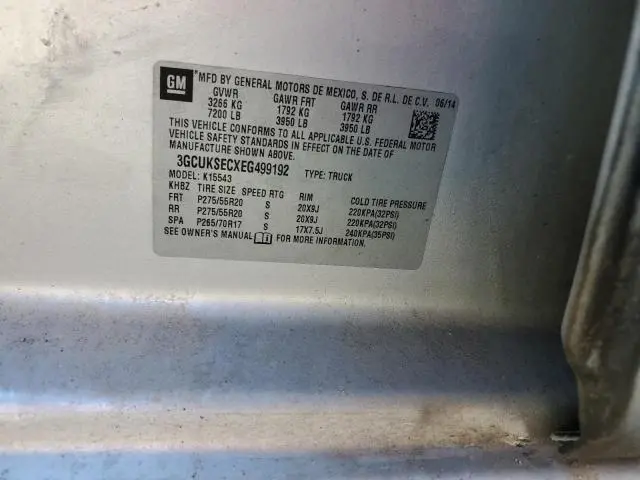 GM
MFD BY GENERAL MOTORS DE MEXICO, S. DE R.L. DE C.V. 06/14
GVWR GAWR FRT GAWR RR
3266 KG 1792 KG 1792 KG
7200 LB 3950 LB 3950 LB
THIS VEHICLE CONFORMS TO ALL APPLICABLE U.S. FEDERAL MOTOR
VEHICLE SAFETY STANDARDS IN EFFECT ON THE DATE OF
MANUFACTURE FROM ABOVE.
3GCUKSECXEG499192 TYPE: TRUCK
MODEL: K15543
KHBZ TIRE SIZE SPEED RTG RIM COLD TIRE PRESSURE
FRT P275/55R20 S 20X9J 220KPA(32PSI)
RR P275/55R20 S 20X9J 220KPA(32PSI)
SPA P265/70R17 S 17X7.5J 240KPA(35PSI)
SEE OWNER'S MANUAL FOR MORE INFORMATION.